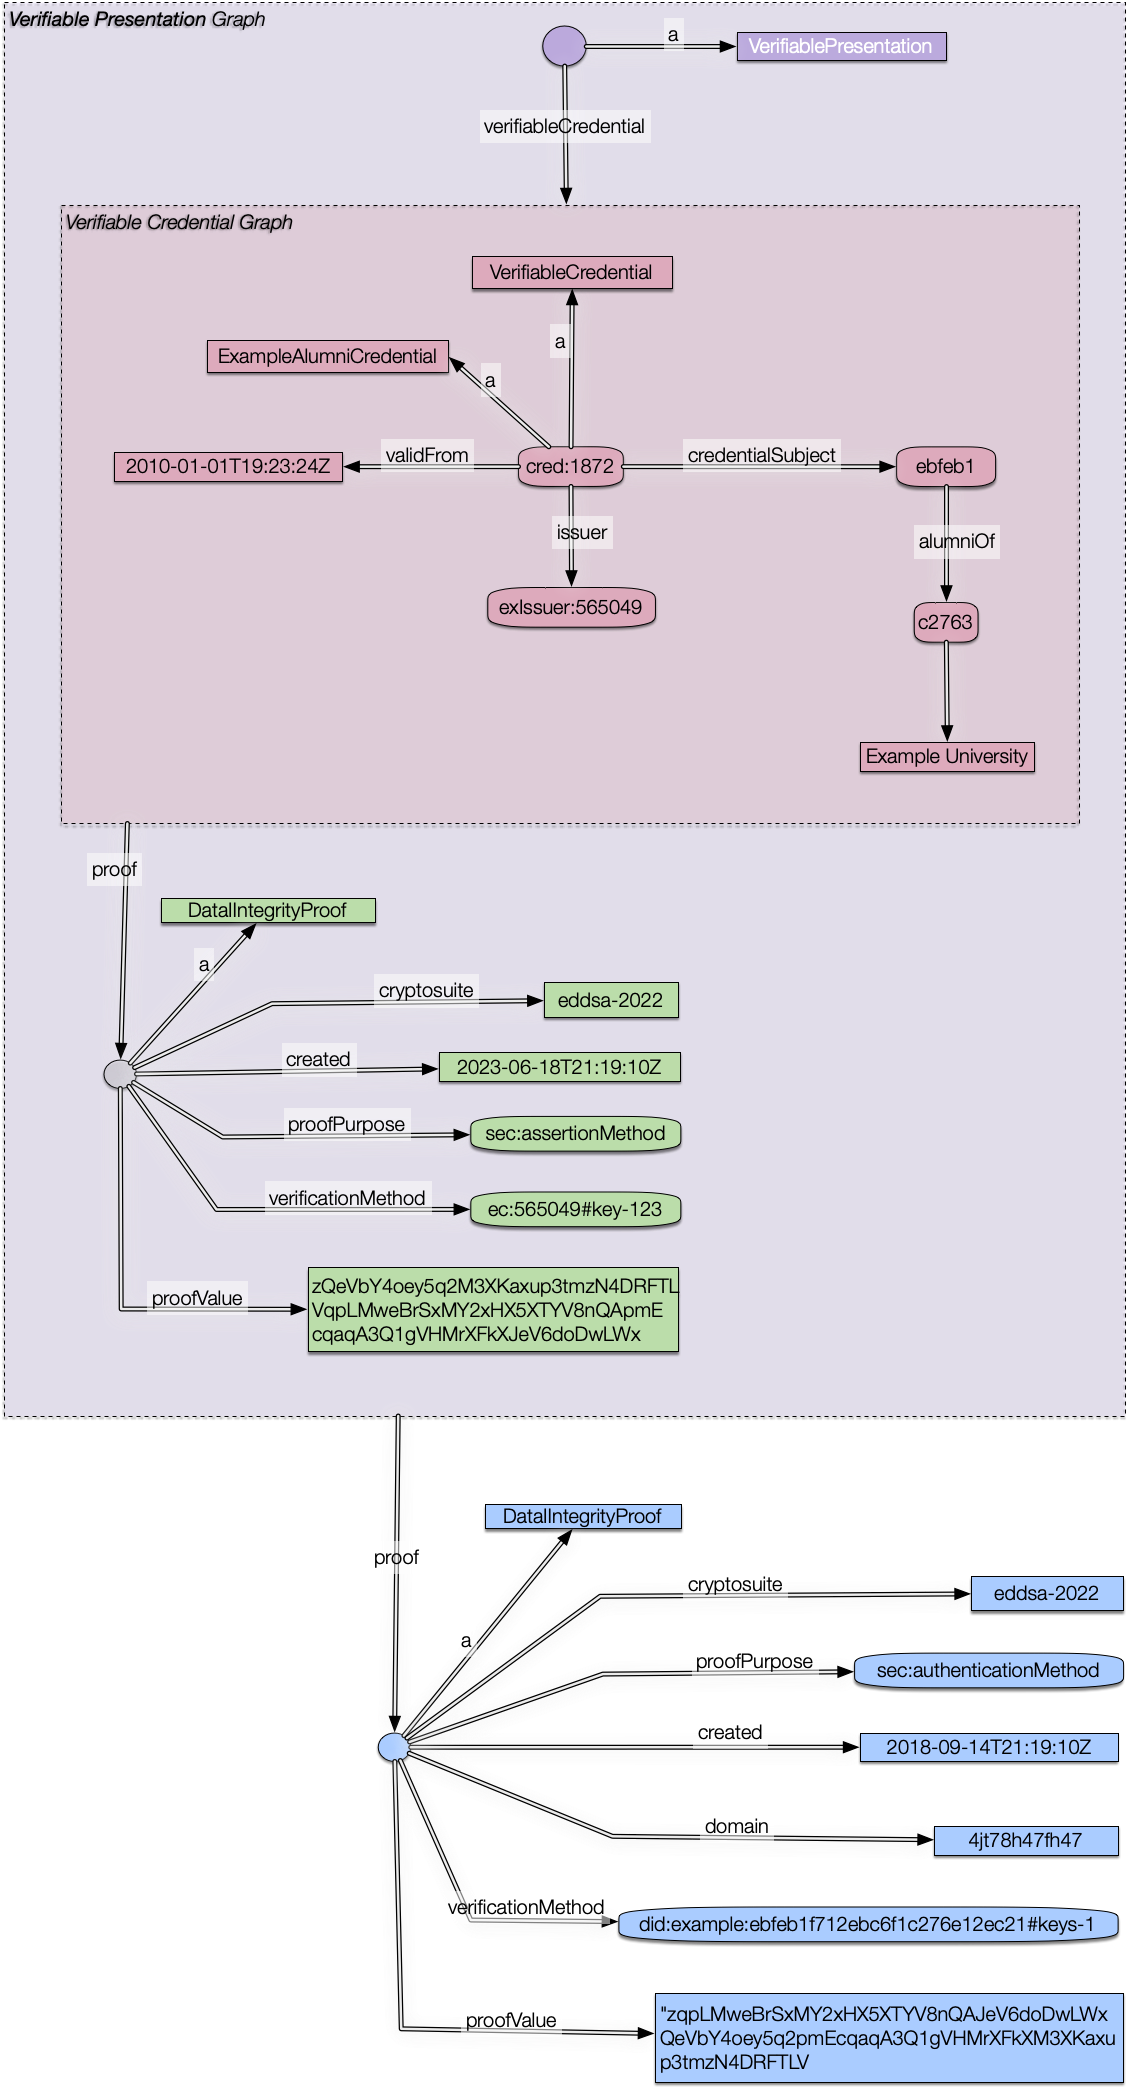 Verifiable Presentation Graph
a
VerifiablePresentation
verifiableCredential
Verifiable Credential Graph
VerifiableCredential
a
ExampleAlumniCredential
a
2010-01-01T19:23:24Z
validFrom
cred:1872
credentialSubject
ebfeb1
issuer
alumniOf
exIssuer:565049
c2763
Example University
proof
DataIIntegrityProof
a
cryptosuite
eddsa-2022
created
2023-06-18T21:19:10Z
proofPurpose
sec:assertionMethod
verificationMethod
ec:565049#key-123
proofValue
zQeVbY4oey5q2M3XKaxup3tmzN4DRFTL
VqpLMweBrSxMY2xHX5XTYV8nQApmE
cqaqA3Q1gVHMrXFkXJeV6doDwLWx
DataIIntegrityProof
proof
cryptosuite
eddsa-2022
a
proofPurpose
sec:authenticationMethod
created
2018-09-14T21:19:10Z
domain
4jt78h47fh47
verificationMethod
did:example:ebfeb1f712ebc6f1c276e12ec21#keys-1
proofValue
"zqpLMweBrSxMY2xHX5XTYV8nQAJeV6doDwLWx
QeVbY4oey5q2pmEcqaqA3Q1gVHMrXFkXM3XKaxu
p3tmzN4DRFTLV